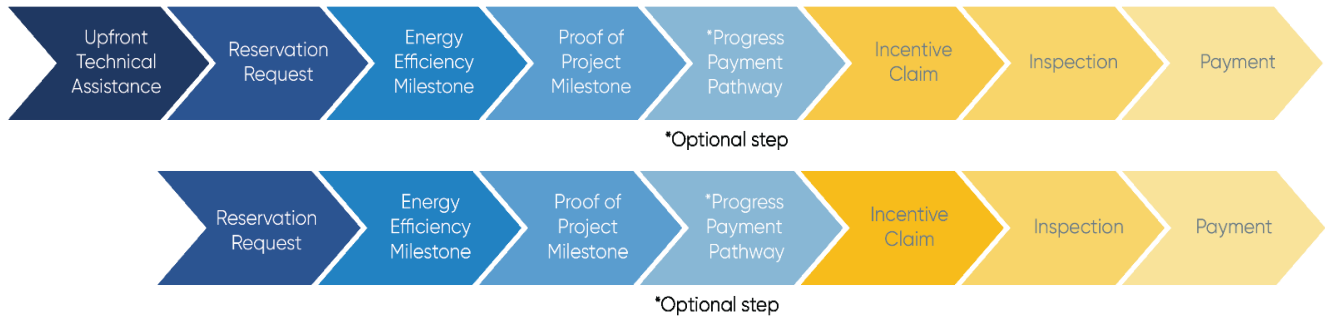 Upfront
Technical
Assistance
Reservation
Request
Energy
Efficiency
Milestone
Proof of
Project
Milestone
*Progress
Payment
Pathway
Incentive
Claim
Inspection
Payment
*Optional step
Reservation
Request
Energy
Efficiency
Milestone
Proof of
Project
Milestone
*Progress
Payment
Pathway
Incentive
Claim
Inspection
Payment
*Optional step